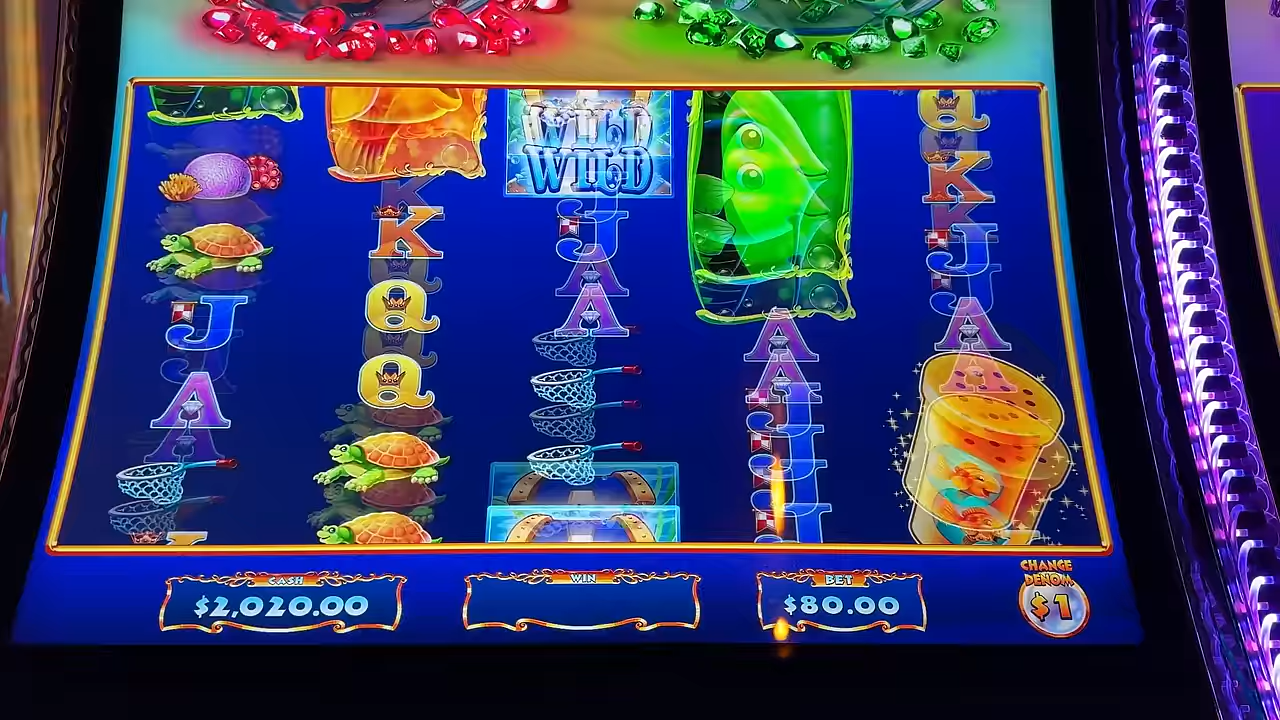 WILD
WILD
Q
K
K
K
J
J
A
Q
A
J
J
A
A
Q
A
A
A
J
J
CASH
$2,020.00
WIN
BET
$80.00
CHANGE
DENOM
$1